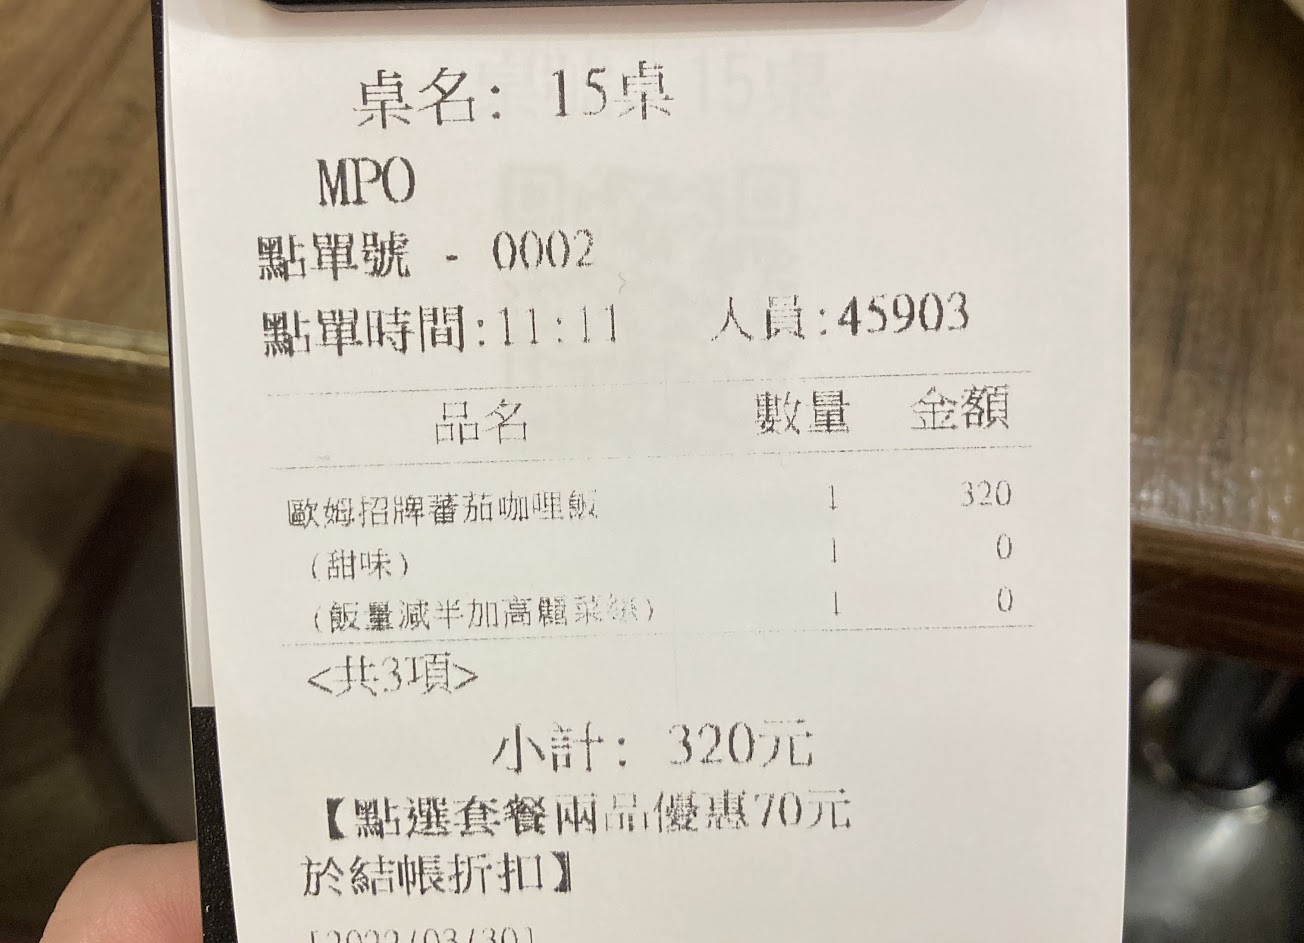 桌名: 15桌
MPO
點單號 - 0002
點單時間:11:11 人員:45903
品名 數量 金額
歐姆招牌蕃茄咖哩飯 1 320
(甜味) 1 0
(飯量減半加高麗菜絲) 1 0
<共3項>
小計: 320元
【點選套餐兩品優惠70元
於結帳折扣】
[2022/03/30]